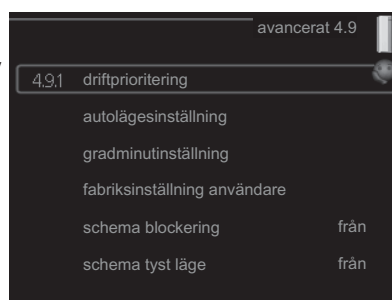 avancerat 4.9
4.9.1 driftprioritering
autolägesinställning
gradminutinställning
fabriksinställning användare
schema blockering från
schema tyst läge från